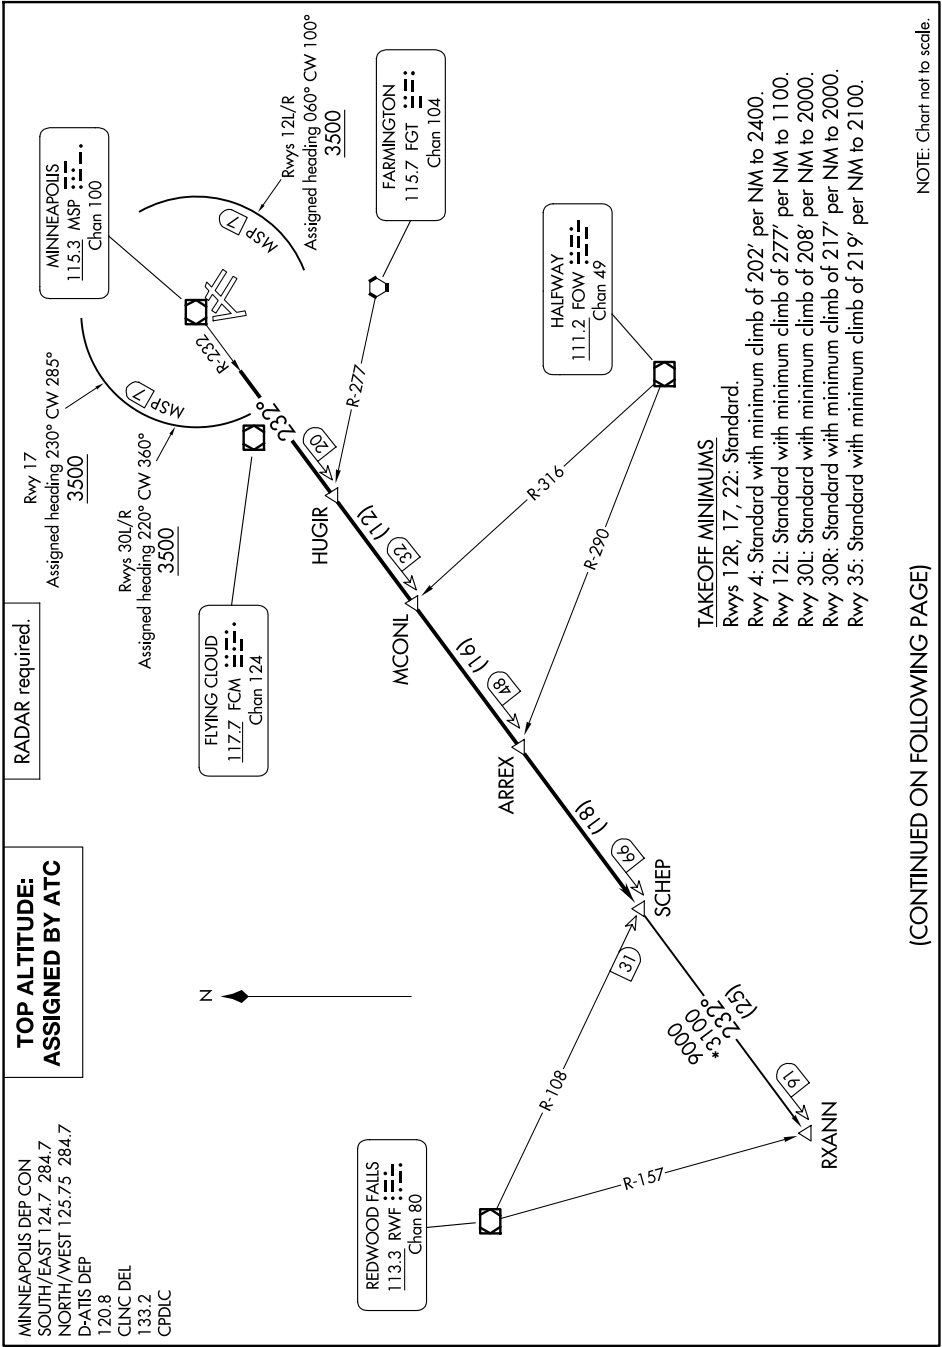 MINNEAPOLIS DEP CON
SOUTH/EAST 124.7 284.7
NORTH/WEST 125.75 284.7
D-ATIS DEP
120.8
CLNC DEL
133.2
CPDLC
TOP ALTITUDE:
ASSIGNED BY ATC
RADAR required.
Rwy 17
Assigned heading 230° CW 285°
3500
Rwys 30L/R
Assigned heading 220° CW 360°
3500
MINNEAPOLIS
115.3 MSP
Chan 100
Rwys 12L/R
Assigned heading 060° CW 100°
3500
MSP 7
MSP 7
FARMINGTON
115.7 FGT
Chan 104
FLYING CLOUD
117.7 FCM
Chan 124
R-232
232°
20
R-277
HUGIR
(12)
32
MCONL
HALFWAY
111.2 FOW
Chan 49
R-316
R-290
(16)
48
ARREX
(18)
66
SCHEP
N
REDWOOD FALLS
113.3 RWF
Chan 80
R-108
31
R-157
9000
*3100
232°
(25)
91
RXANN
TAKEOFF MINIMUMS
Rwys 12R, 17, 22: Standard.
Rwy 4: Standard with minimum climb of 202' per NM to 2400.
Rwy 12L: Standard with minimum climb of 277' per NM to 1100.
Rwy 30L: Standard with minimum climb of 208' per NM to 2000.
Rwy 30R: Standard with minimum climb of 217' per NM to 2000.
Rwy 35: Standard with minimum climb of 219' per NM to 2100.
(CONTINUED ON FOLLOWING PAGE)
NOTE: Chart not to scale.